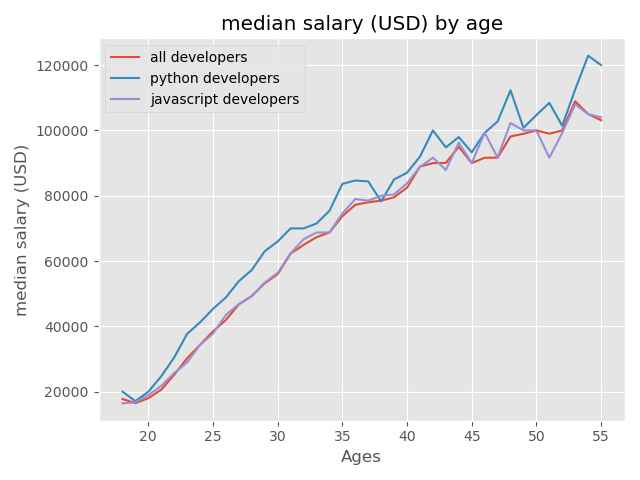 median salary (USD) by age
all developers
python developers
javascript developers
120000
100000
80000
60000
40000
20000
median salary (USD)
20 25 30 35 40 45 50 55
Ages